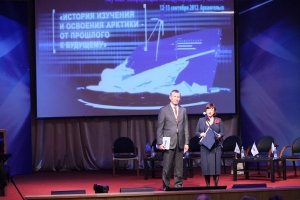 12-13 сентября 2012 Архангельск
«ИСТОРИЯ ИЗУЧЕНИЯ
И ОСВОЕНИЯ АРКТИКИ
ОТ ПРОШЛОГО
К БУДУЩЕМУ»